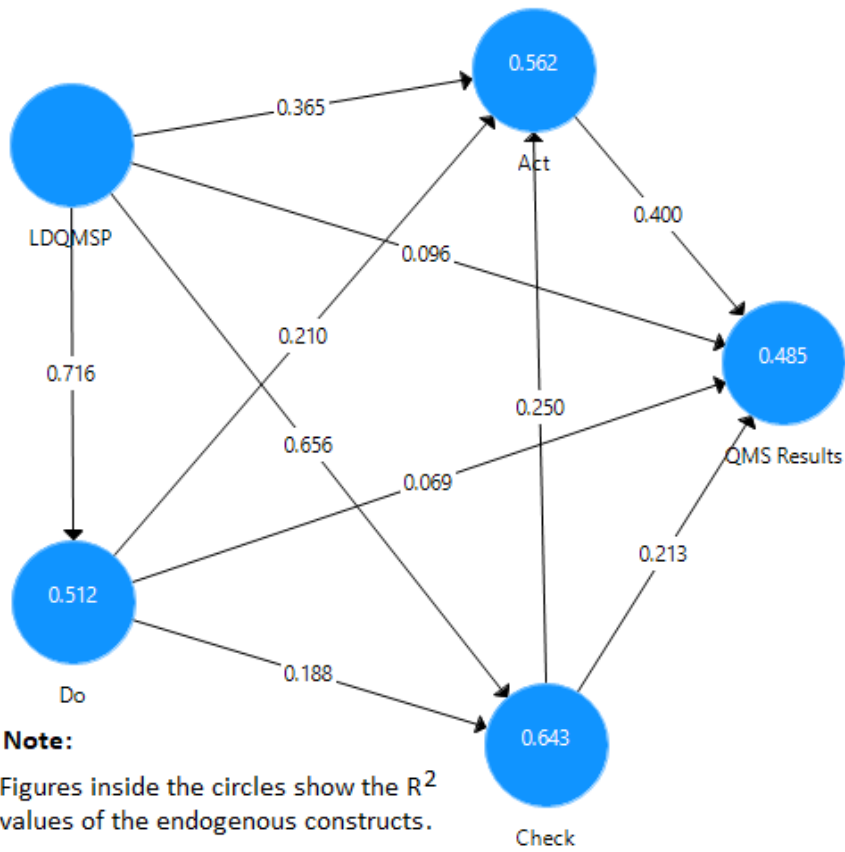 0.562
0.365
Act
0.400
LDQMSP
0.096
0.210
0.485
0.716
0.250
0.656
QMS Results
0.069
0.213
0.512
0.188
Do
0.643
Note:
Figures inside the circles show the R²
values of the endogenous constructs.
Check